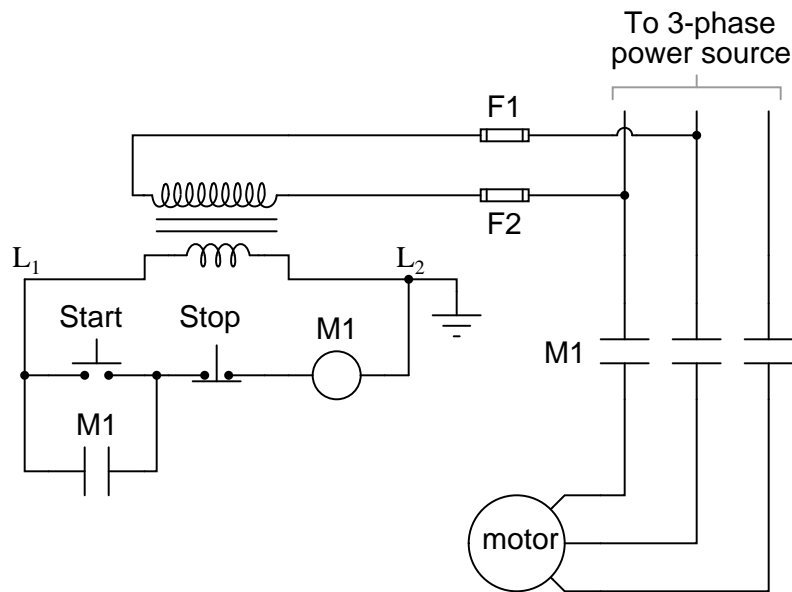 To 3-phase
power source
F1
F2
L1
L2
Start
Stop
M1
M1
M1
motor